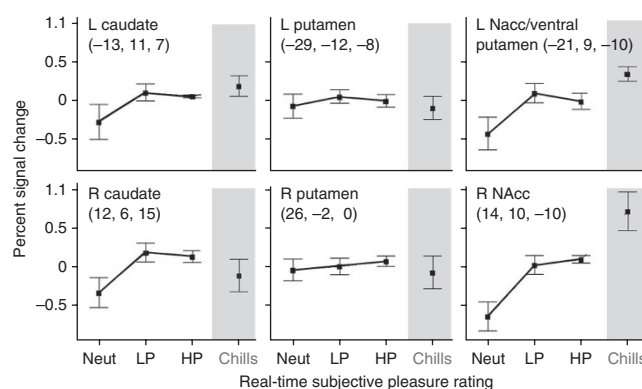 1.1
L caudate
(−13, 11, 7)
L putamen
(−29, −12, −8)
L Nacc/ventral
putamen (−21, 9, −10)
0.5
0
−0.5
Percent signal change
1.1
R caudate
(12, 6, 15)
R putamen
(26, −2, 0)
R NAcc
(14, 10, −10)
0.5
0
−0.5
Neut LP HP Chills Neut LP HP Chills Neut LP HP Chills
Real-time subjective pleasure rating